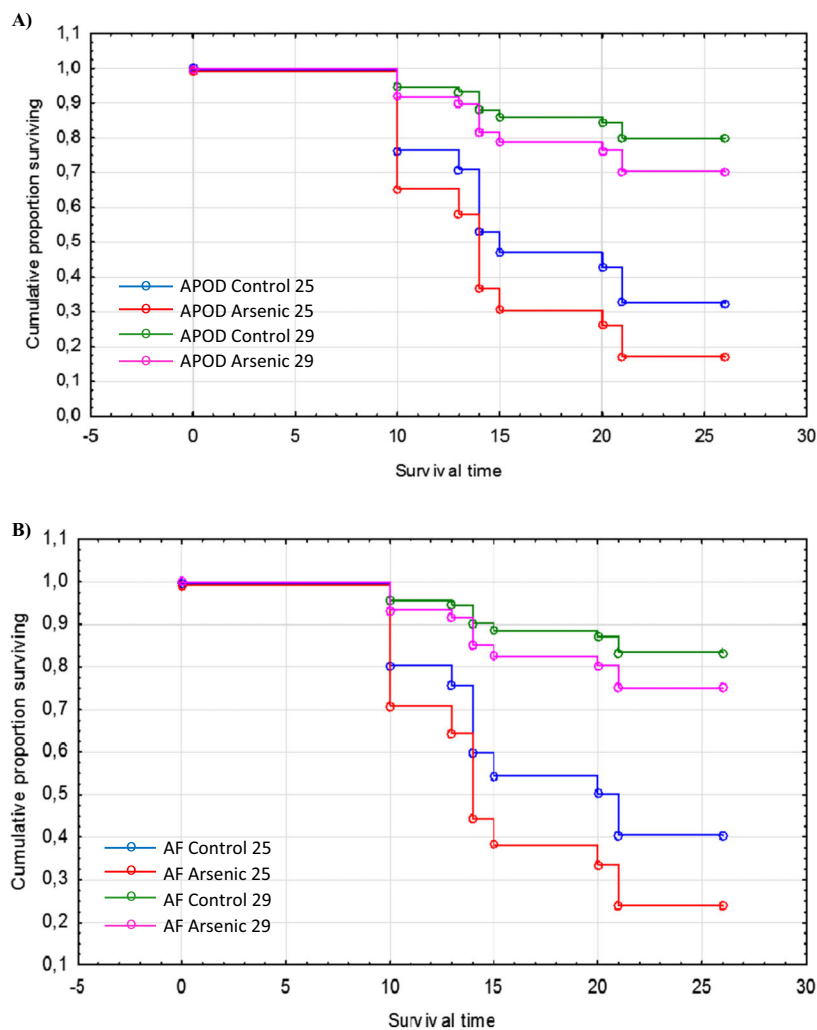 A)
1,1
1,0
0,9
0,8
0,7
0,6
0,5
0,4
0,3
0,2
0,1
0,0
Cumulative proportion surviving
APOD Control 25
APOD Arsenic 25
APOD Control 29
APOD Arsenic 29
-5 0 5 10 15 20 25 30
Survival time
B)
1,1
1,0
0,9
0,8
0,7
0,6
0,5
0,4
0,3
0,2
0,1
Cumulative proportion surviving
AF Control 25
AF Arsenic 25
AF Control 29
AF Arsenic 29
-5 0 5 10 15 20 25 30
Survival time